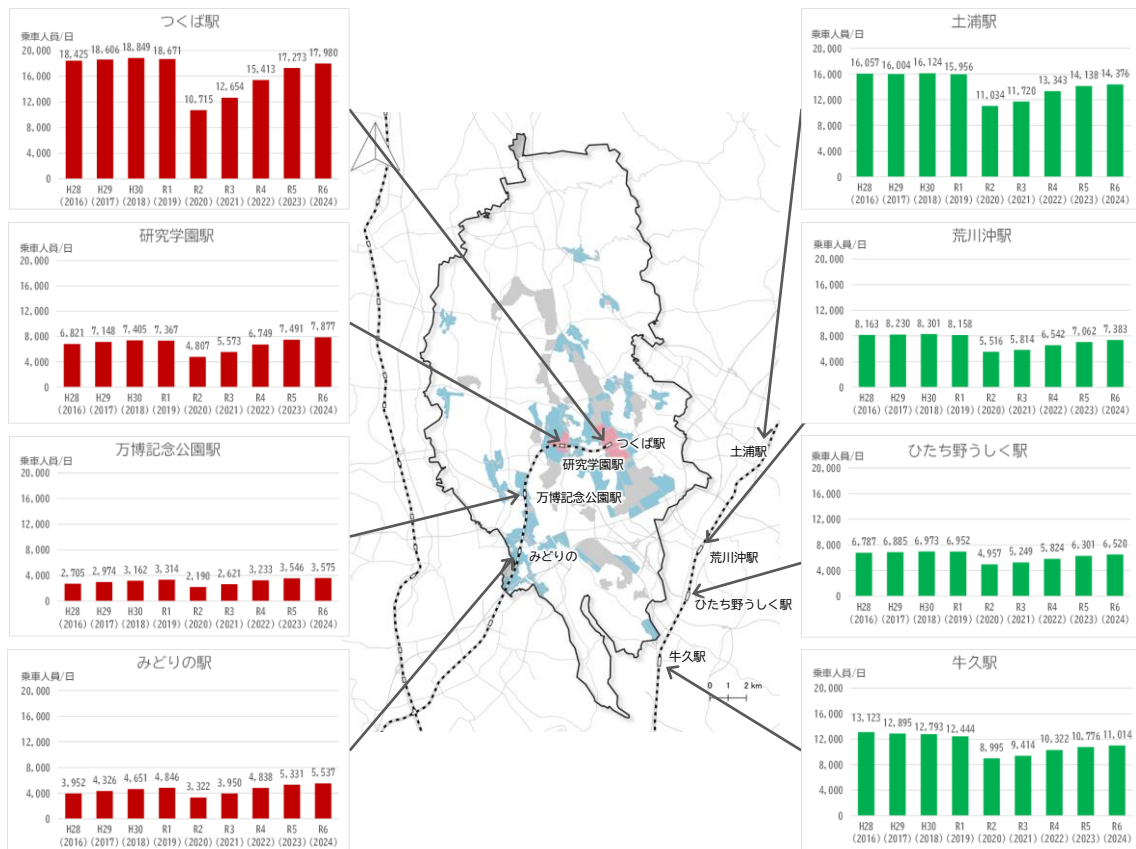 つくば駅
乗車人員/日
20,000
16,000
12,000
8,000
4,000
0
18,425 18,606 18,849 18,671 10,715 12,654 15,413 17,273 17,980
H28 H29 H30 R1 R2 R3 R4 R5 R6
(2016) (2017) (2018) (2019) (2020) (2021) (2022) (2023) (2024)
研究学園駅
乗車人員/日
20,000
16,000
12,000
8,000
4,000
0
6,821 7,148 7,405 7,367 4,807 5,573 6,749 7,491 7,877
H28 H29 H30 R1 R2 R3 R4 R5 R6
(2016) (2017) (2018) (2019) (2020) (2021) (2022) (2023) (2024)
万博記念公園駅
乗車人員/日
20,000
16,000
12,000
8,000
4,000
0
2,705 2,974 3,162 3,314 2,190 2,621 3,233 3,546 3,575
H28 H29 H30 R1 R2 R3 R4 R5 R6
(2016) (2017) (2018) (2019) (2020) (2021) (2022) (2023) (2024)
みどりの駅
乗車人員/日
20,000
16,000
12,000
8,000
4,000
0
3,952 4,326 4,651 4,846 3,322 3,950 4,838 5,331 5,537
H28 H29 H30 R1 R2 R3 R4 R5 R6
(2016) (2017) (2018) (2019) (2020) (2021) (2022) (2023) (2024)
つくば駅
研究学園駅
土浦駅
万博記念公園駅
みどりの
荒川沖駅
ひたち野うしく駅
牛久駅
0 1 2 km
土浦駅
乗車人員/日
20,000
16,000
12,000
8,000
4,000
0
16,057 16,004 16,124 15,956 11,034 11,720 13,343 14,138 14,376
H28 H29 H30 R1 R2 R3 R4 R5 R6
(2016) (2017) (2018) (2019) (2020) (2021) (2022) (2023) (2024)
荒川沖駅
乗車人員/日
20,000
16,000
12,000
8,000
4,000
0
8,163 8,230 8,301 8,158 5,516 5,814 6,542 7,062 7,383
H28 H29 H30 R1 R2 R3 R4 R5 R6
(2016) (2017) (2018) (2019) (2020) (2021) (2022) (2023) (2024)
ひたち野うしく駅
乗車人員/日
20,000
16,000
12,000
8,000
4,000
0
6,787 6,885 6,973 6,952 4,957 5,249 5,824 6,301 6,520
H28 H29 H30 R1 R2 R3 R4 R5 R6
(2016) (2017) (2018) (2019) (2020) (2021) (2022) (2023) (2024)
牛久駅
乗車人員/日
20,000
16,000
12,000
8,000
4,000
0
13,123 12,895 12,793 12,444 8,995 9,414 10,322 10,776 11,014
H28 H29 H30 R1 R2 R3 R4 R5 R6
(2016) (2017) (2018) (2019) (2020) (2021) (2022) (2023) (2024)